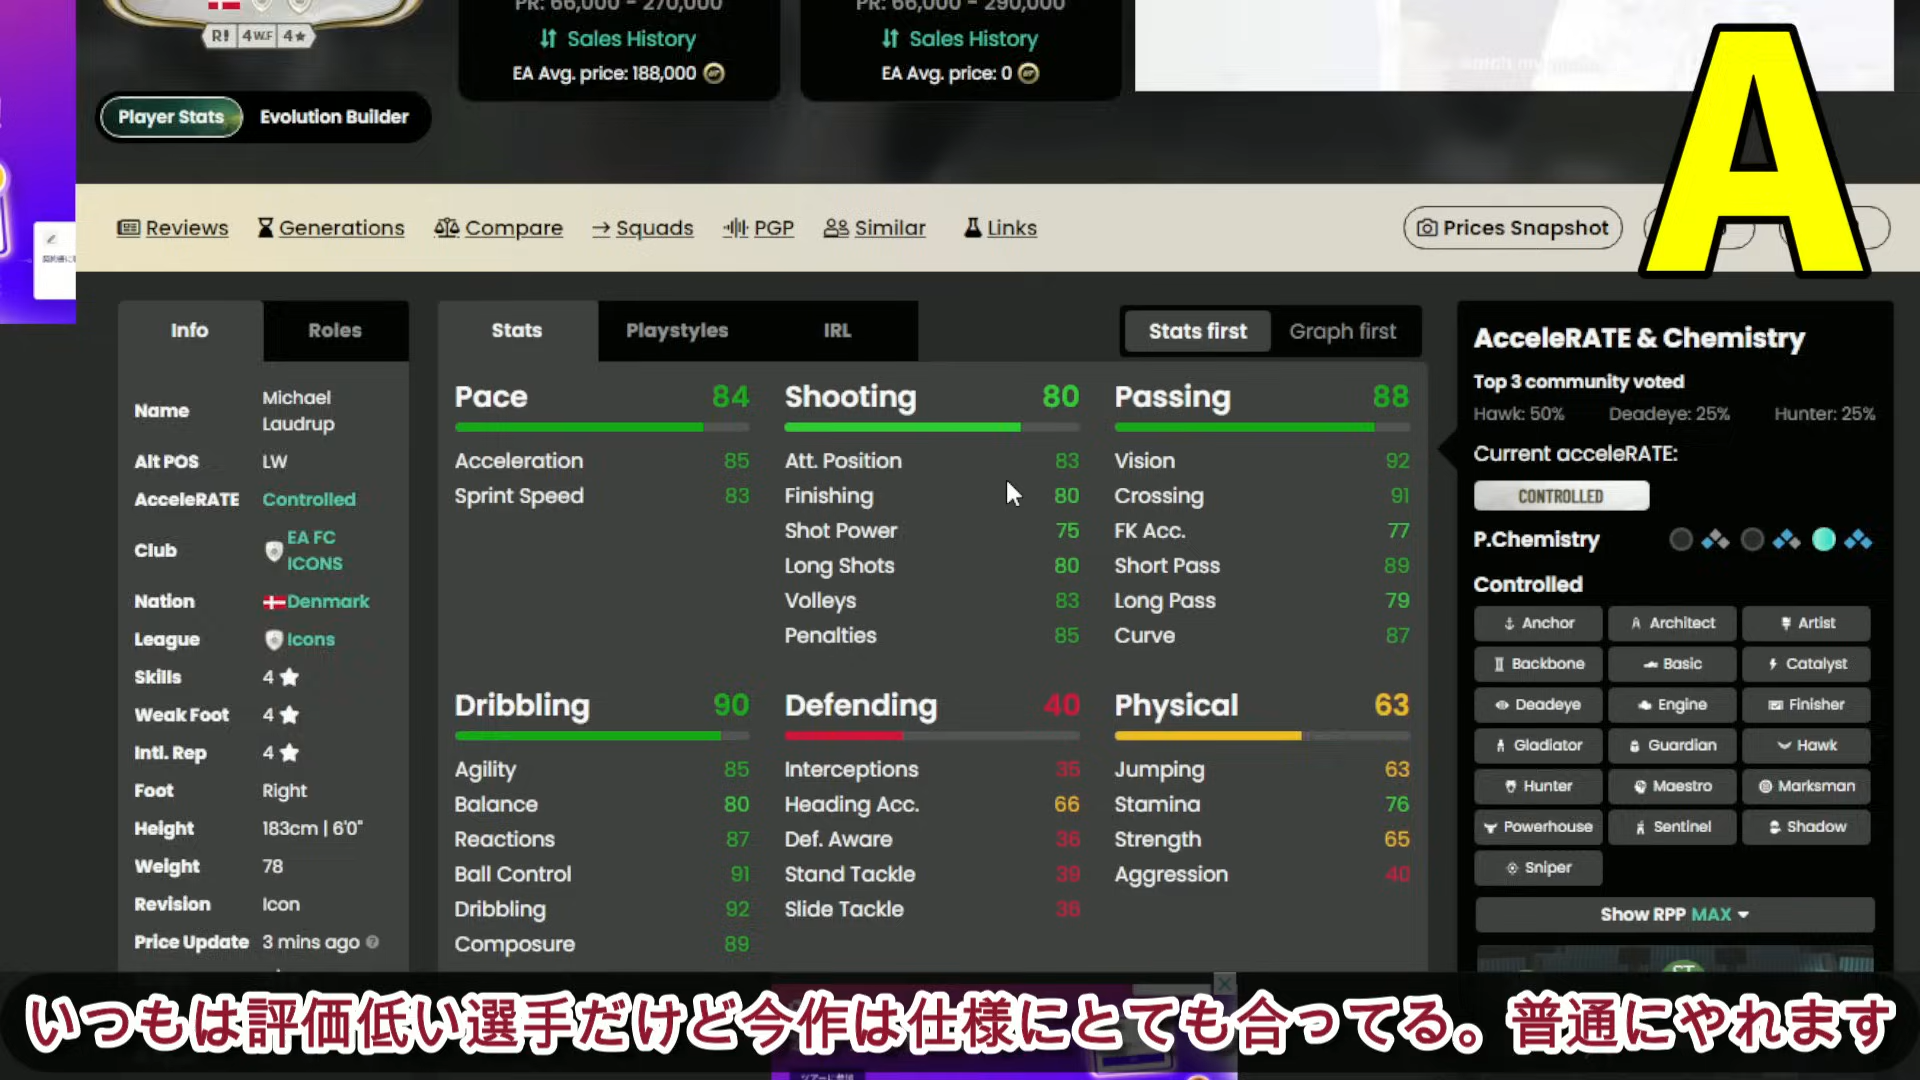 PR: 66,000 - 270,000
PR: 66,000 - 290,000
R! 4 W.F 4★
Sales History
Sales History
EA Avg. price: 188,000
EA Avg. price: 0
A
Player Stats
Evolution Builder
Reviews
Generations
Compare
Squads
PGP
Similar
Links
Prices Snapshot
Info
Roles
Name Michael Laudrup
Alt POS LW
AcceleRATE Controlled
Club EA FC ICONS
Nation Denmark
League Icons
Skills 4 ★
Weak Foot 4 ★
Intl. Rep 4 ★
Foot Right
Height 183cm | 6'0"
Weight 78
Revision Icon
Price Update 3 mins ago
Stats
Playstyles
IRL
Stats first
Graph first
Pace 84
Acceleration 85
Sprint Speed 83
Shooting 80
Att. Position 83
Finishing 80
Shot Power 75
Long Shots 80
Volleys 83
Penalties 85
Passing 88
Vision 92
Crossing 91
FK Acc. 77
Short Pass 89
Long Pass 79
Curve 87
Dribbling 90
Agility 85
Balance 80
Reactions 87
Ball Control 91
Dribbling 92
Composure 89
Defending 40
Interceptions 35
Heading Acc. 66
Def. Aware 36
Stand Tackle 39
Slide Tackle
Physical 63
Jumping 63
Stamina 76
Strength 65
Aggression 40
AcceleRATE & Chemistry
Top 3 community voted
Hawk: 50% Deadeye: 25% Hunter: 25%
Current acceleRATE:
CONTROLLED
P.Chemistry
Controlled
Anchor Architect Artist
Backbone Basic Catalyst
Deadeye Engine Finisher
Gladiator Guardian Hawk
Hunter Maestro Marksman
Powerhouse Sentinel Shadow
Sniper
Show RPP MAX
ST
いつもは評価低い選手だけど今作は仕様にとても合ってる。普通にやれます